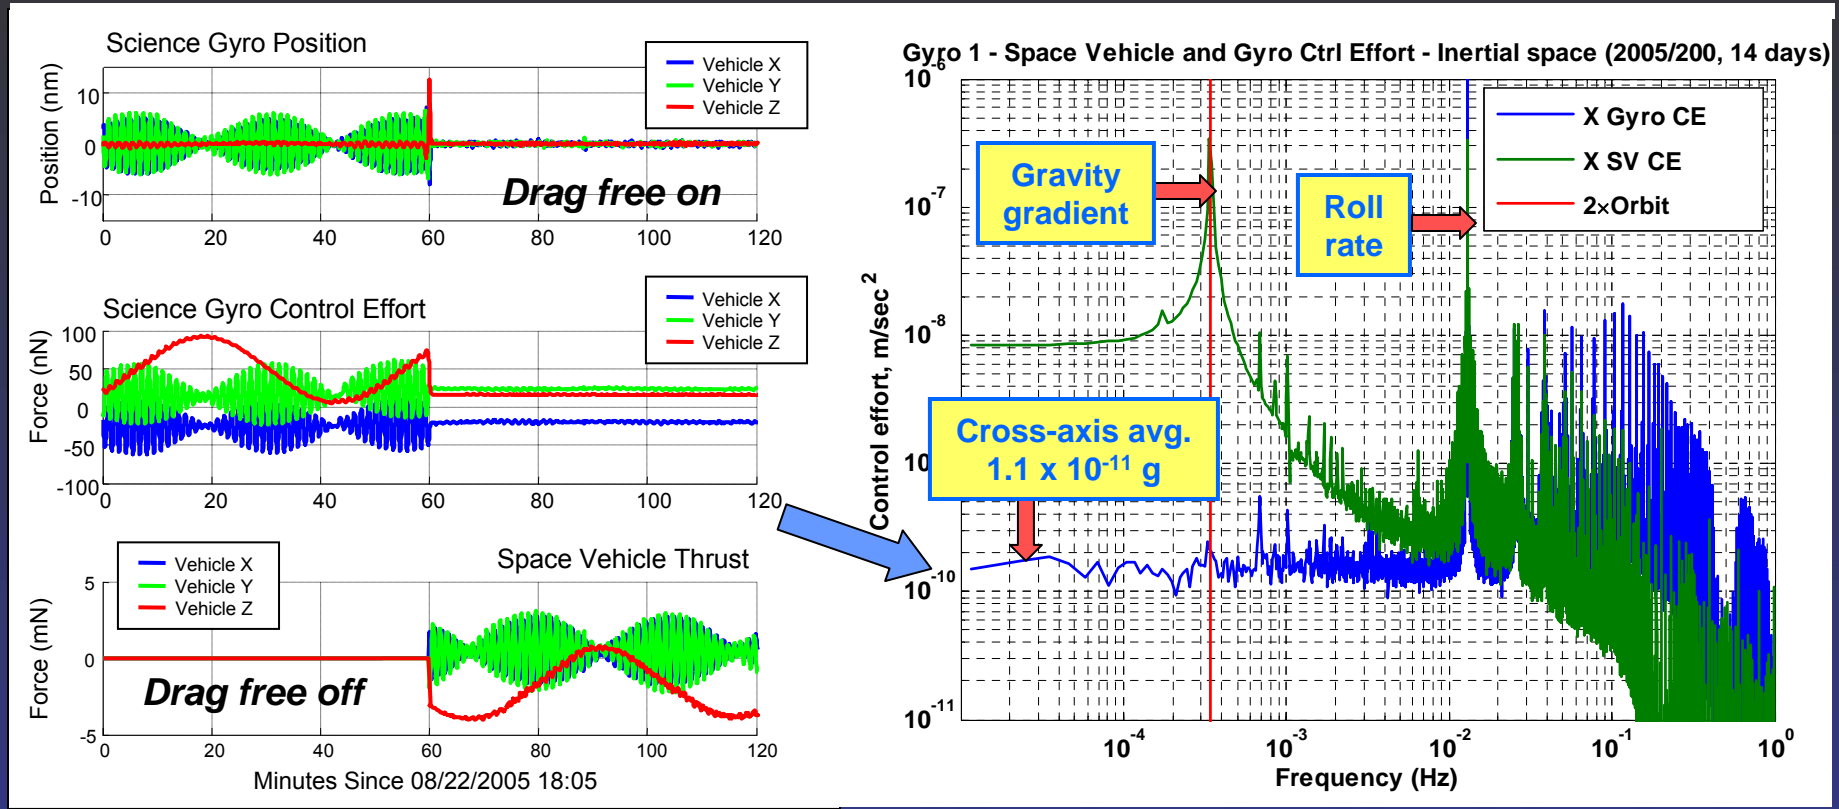 Science Gyro Position
Vehicle X
Vehicle Y
Vehicle Z
Position (nm)
10
0
-10
Drag free on
0 20 40 60 80 100 120
Science Gyro Control Effort
Vehicle X
Vehicle Y
Vehicle Z
Force (nN)
100
50
0
-50
-100
0 20 40 60 80 100 120
Space Vehicle Thrust
Vehicle X
Vehicle Y
Vehicle Z
Force (mN)
5
0
-5
Drag free off
0 20 40 60 80 100 120
Minutes Since 08/22/2005 18:05
Gyro 1 - Space Vehicle and Gyro Ctrl Effort - Inertial space (2005/200, 14 days)
X Gyro CE
X SV CE
2×Orbit
Gravity
gradient
Roll
rate
Cross-axis avg.
1.1 x 10⁻¹¹ g
Control effort, m/sec²
10⁻⁶
10⁻⁷
10⁻⁸
10
10⁻¹⁰
10⁻¹¹
10⁻⁴ 10⁻³ 10⁻² 10⁻¹ 10⁰
Frequency (Hz)